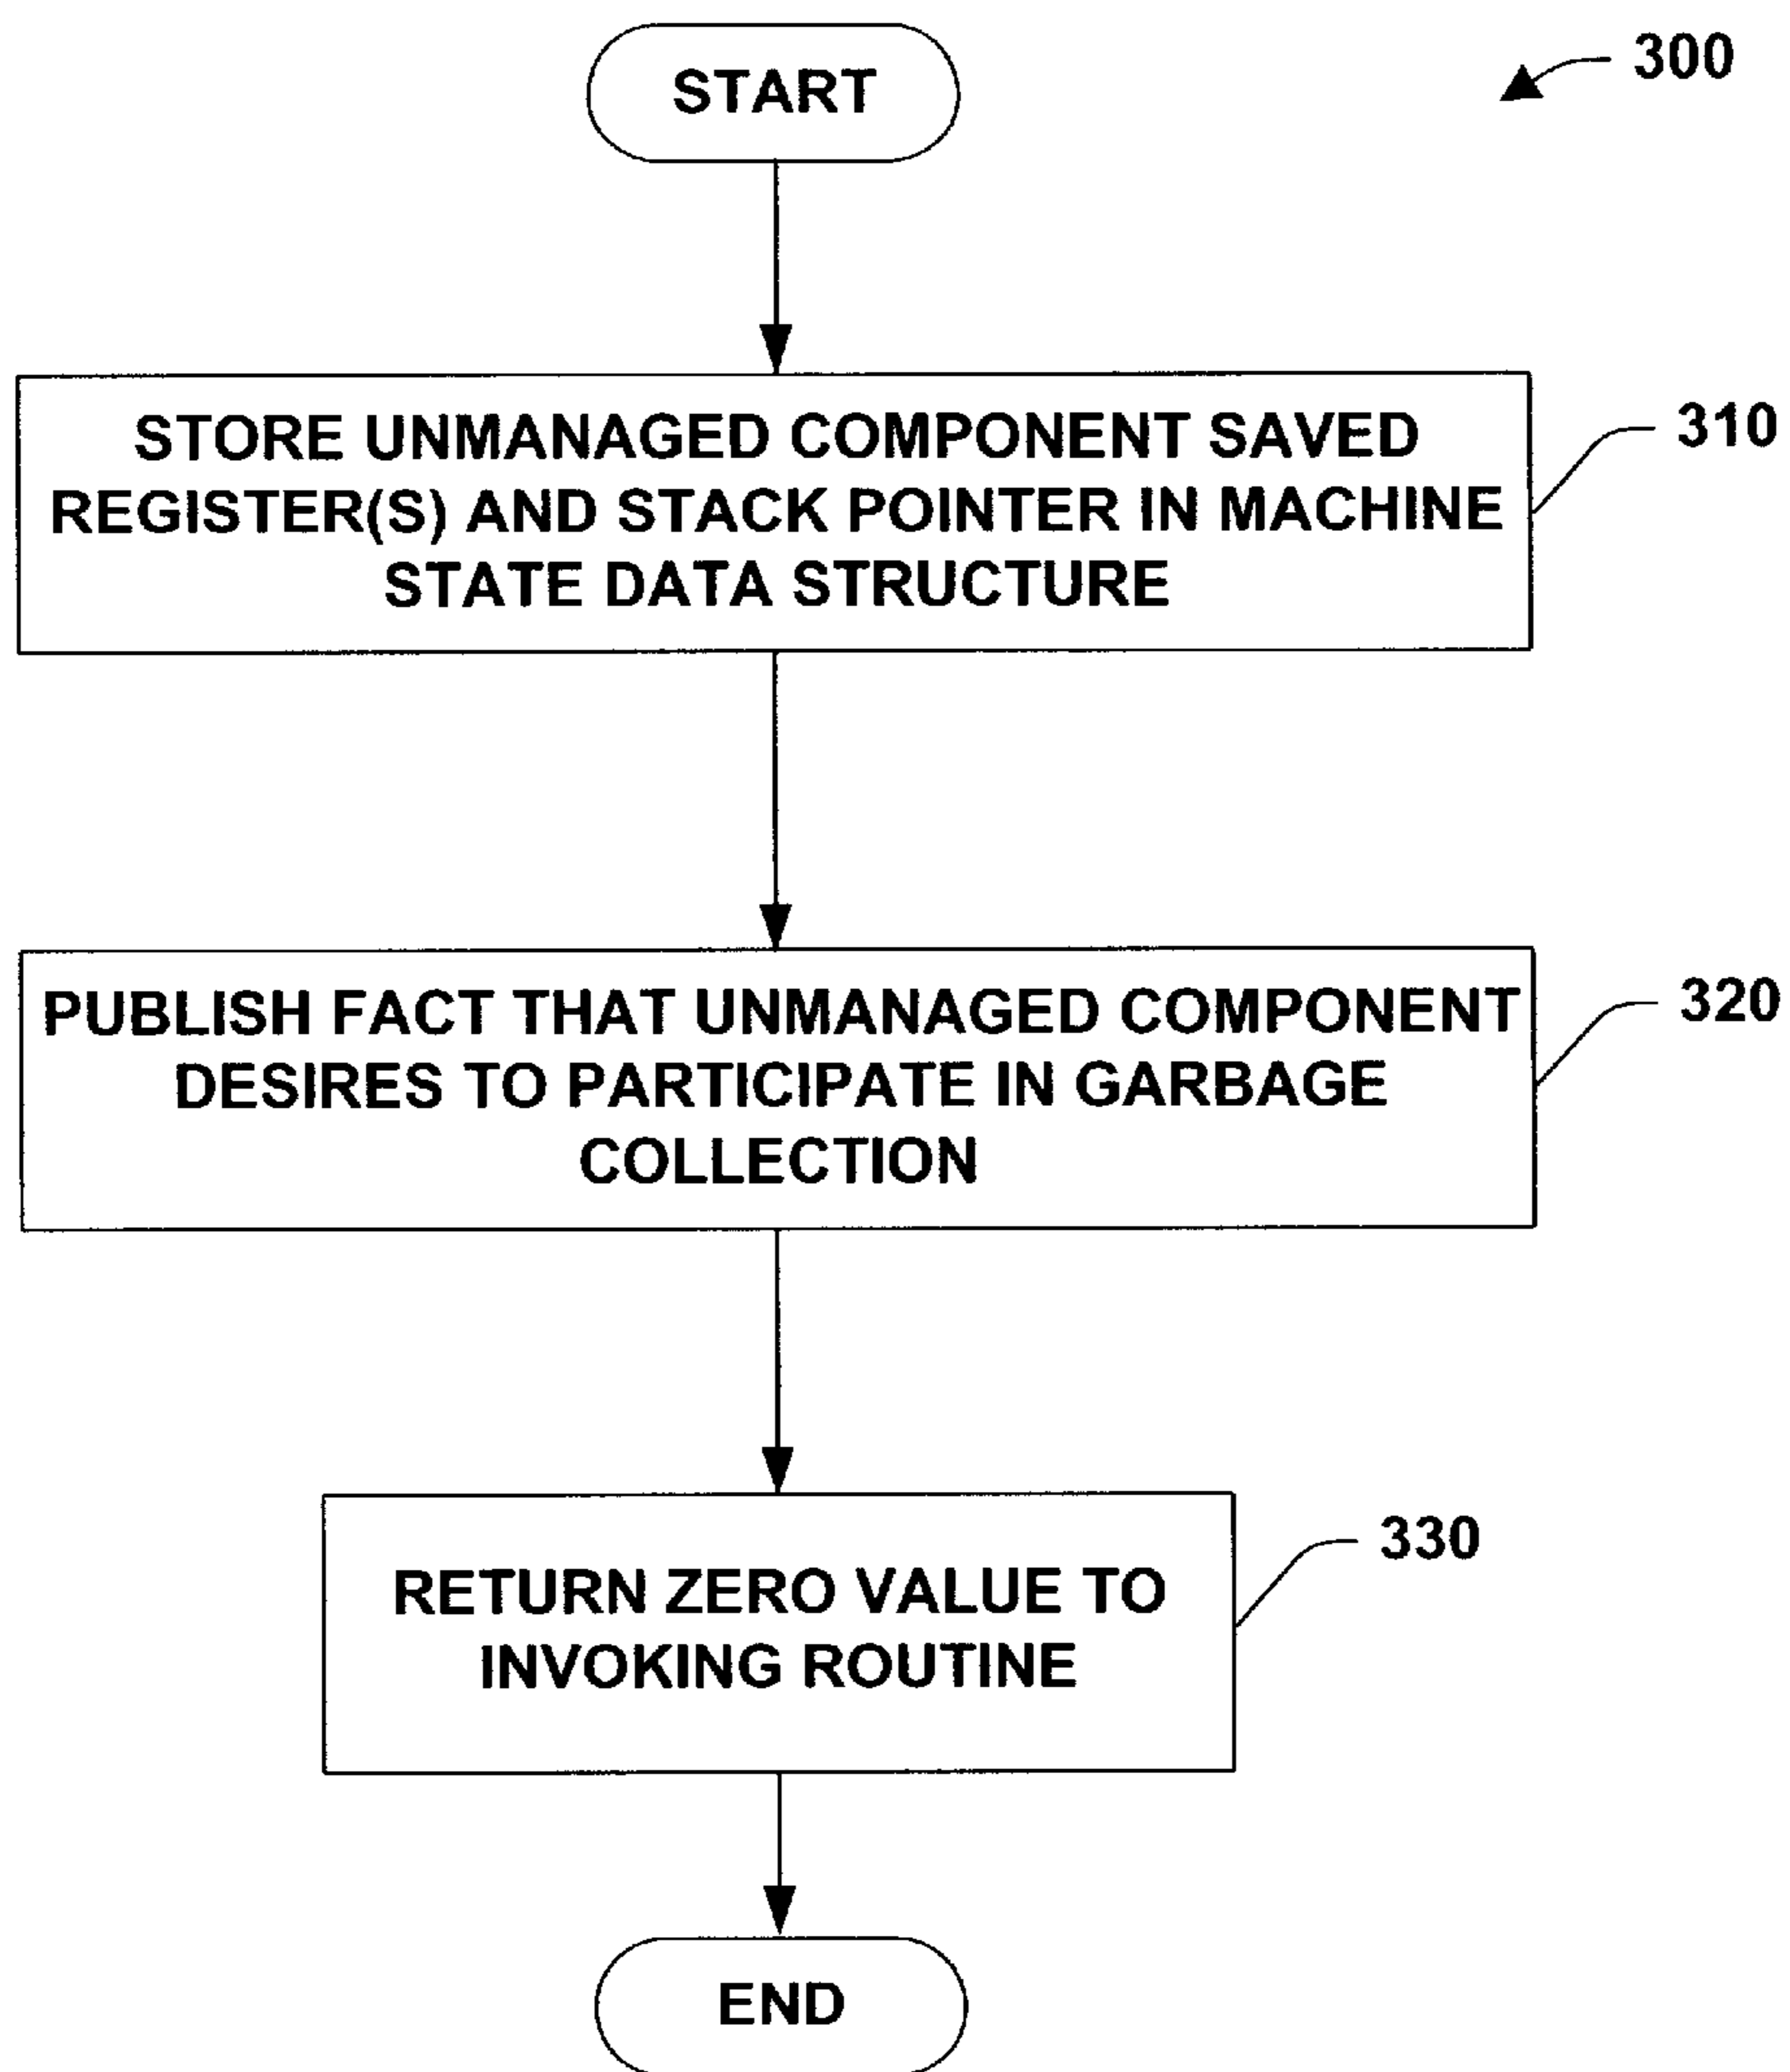 START
300
STORE UNMANAGED COMPONENT SAVED
REGISTER(S) AND STACK POINTER IN MACHINE
STATE DATA STRUCTURE
310
PUBLISH FACT THAT UNMANAGED COMPONENT
DESIRES TO PARTICIPATE IN GARBAGE
COLLECTION
320
RETURN ZERO VALUE TO
INVOKING ROUTINE
330
END